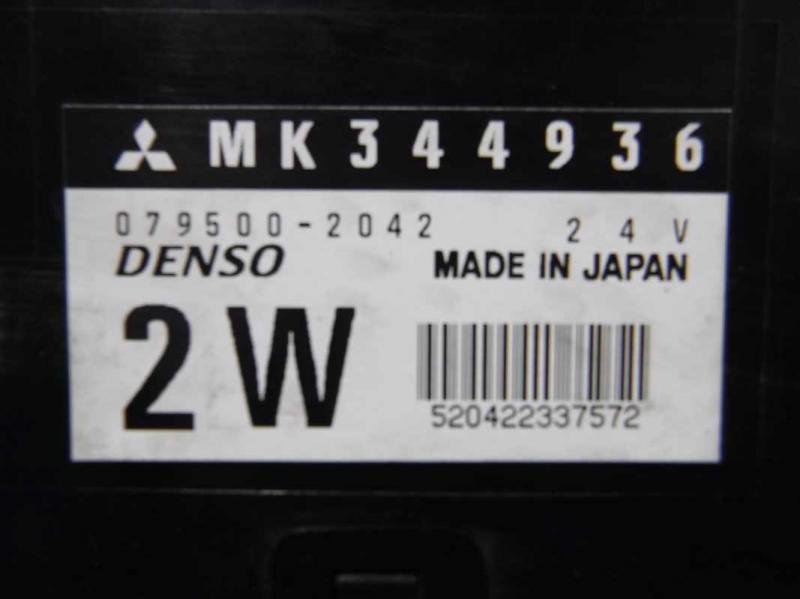 MK344936
079500-2042 24V
DENSO MADE IN JAPAN
2W
520422337572